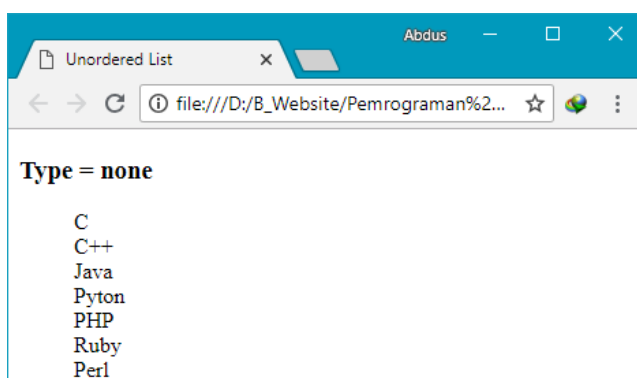 Abdus
Unordered List
file:///D:/B_Website/Pemrograman%2...
Type = none
C
C++
Java
Pyton
PHP
Ruby
Perl